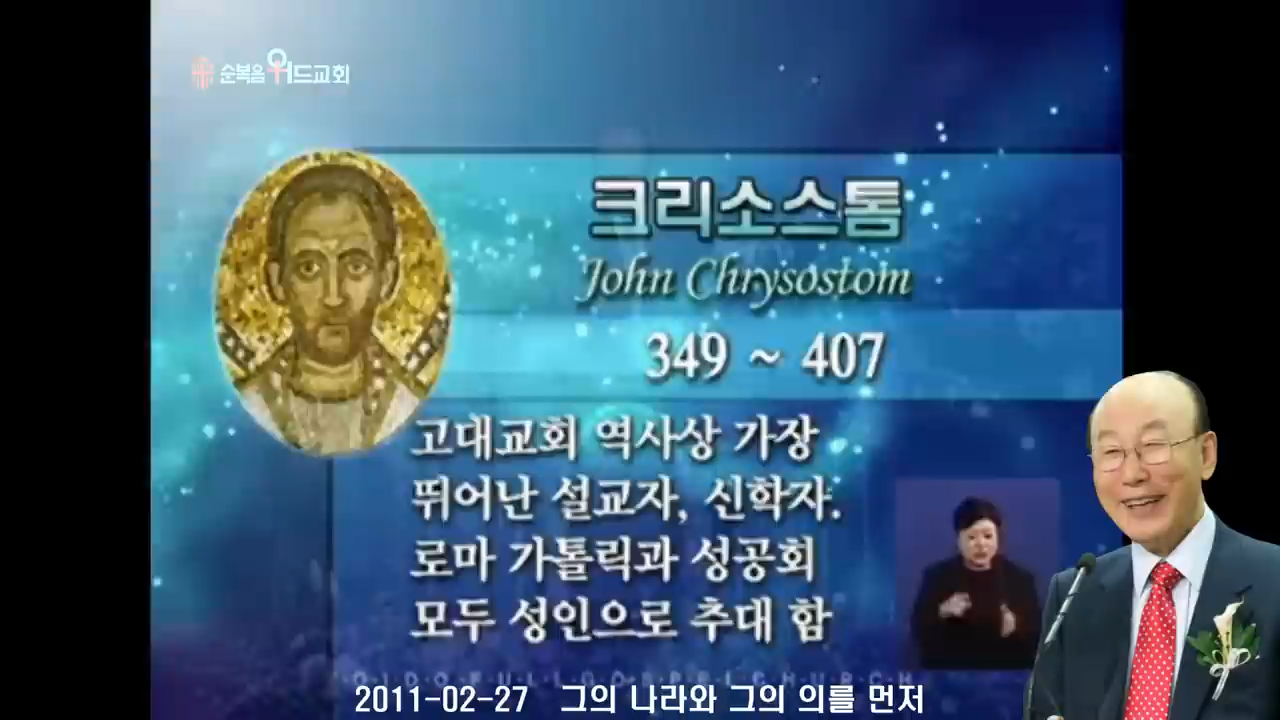 순복음워드교회
크리소스톰
John Chrysostom
349 ~ 407
고대교회 역사상 가장
뛰어난 설교자, 신학자.
로마 가톨릭과 성공회
모두 성인으로 추대 함
2011-02-27 그의 나라와 그의 의를 먼저